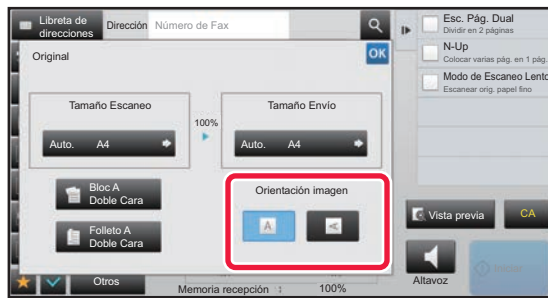 Libreta de
direcciones
Dirección
Número de Fax
Original
OK
Tamaño Escaneo
Auto. A4
100%
Tamaño Envío
Auto. A4
Bloc A
Doble Cara
Folleto A
Doble Cara
Orientación imagen
A
A
Otros
Memoria recepción : 100%
Esc. Pág. Dual
Dividir en 2 páginas
N-Up
Colocar varias pág. en 1 pág.
Modo de Escaneo Lento
Escanear orig. papel fino
Vista previa
CA
Altavoz
Iniciar